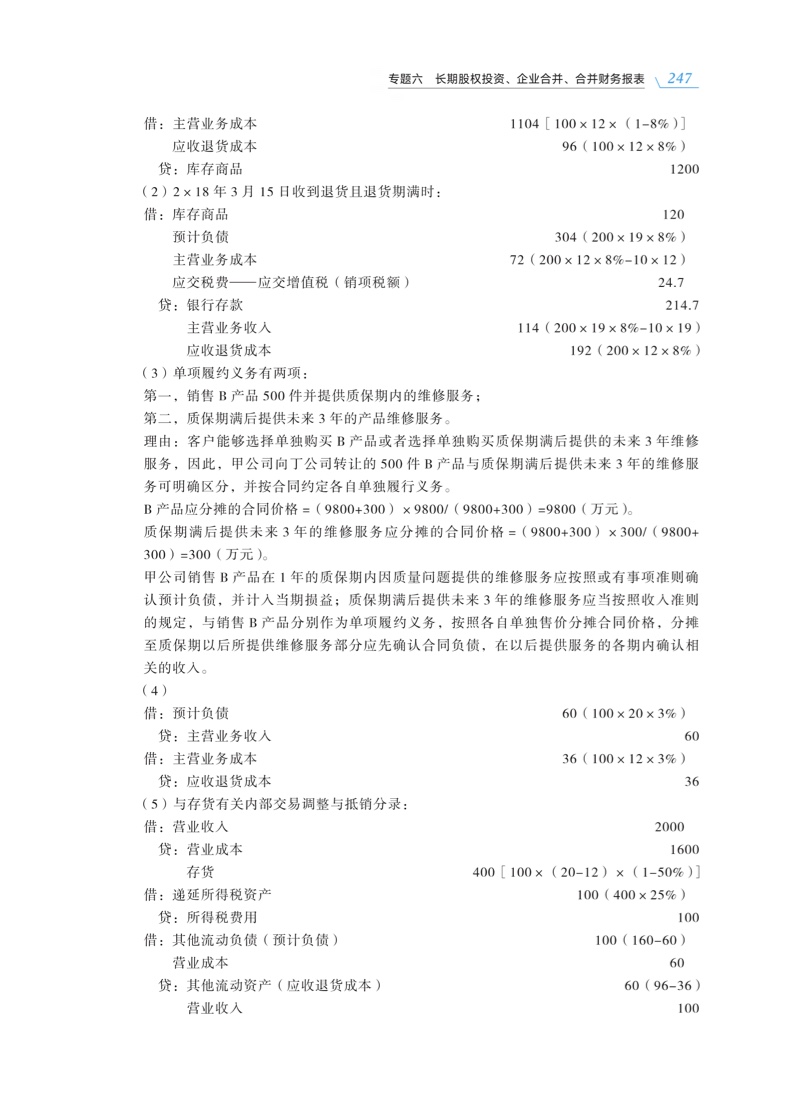 专题六 长期股权投资、企业合并、合并财务报表 247
借：主营业务成本 1104［100×12×（1-8%）］
应收退货成本 96（100×12×8%）
贷：库存商品 1200
（2）2×18年3月15日收到退货且退货期满时：
借：库存商品 120
预计负债 304（200×19×8%）
主营业务成本 72（200×12×8%-10×12）
应交税费——应交增值税（销项税额） 24.7
贷：银行存款 214.7
主营业务收入 114（200×19×8%-10×19）
应收退货成本 192（200×12×8%）
（3）单项履约义务有两项：
第一，销售B产品500件并提供质保期内的维修服务；
第二，质保期满后提供未来3年的产品维修服务。
理由：客户能够选择单独购买B产品或者选择单独购买质保期满后提供的未来3年维修
服务，因此，甲公司向丁公司转让的500件B产品与质保期满后提供未来3年的维修服
务可明确区分，并按合同约定各自单独履行义务。
B产品应分摊的合同价格=（9800+300）×9800/（9800+300）=9800（万元）。
质保期满后提供未来3年的维修服务应分摊的合同价格=（9800+300）×300/（9800+
300）=300（万元）。
甲公司销售B产品在1年的质保期内因质量问题提供的维修服务应按照或有事项准则确
认预计负债，并计入当期损益；质保期满后提供未来3年的维修服务应当按照收入准则
的规定，与销售B产品分别作为单项履约义务，按照各自单独售价分摊合同价格，分摊
至质保期以后所提供维修服务部分应先确认合同负债，在以后提供服务的各期内确认相
关的收入。
（4）
借：预计负债 60（100×20×3%）
贷：主营业务收入 60
借：主营业务成本 36（100×12×3%）
贷：应收退货成本 36
（5）与存货有关内部交易调整与抵销分录：
借：营业收入 2000
贷：营业成本 1600
存货 400［100×（20-12）×（1-50%）］
借：递延所得税资产 100（400×25%）
贷：所得税费用 100
借：其他流动负债（预计负债） 100（160-60）
营业成本 60
贷：其他流动资产（应收退货成本） 60（96-36）
营业收入 100